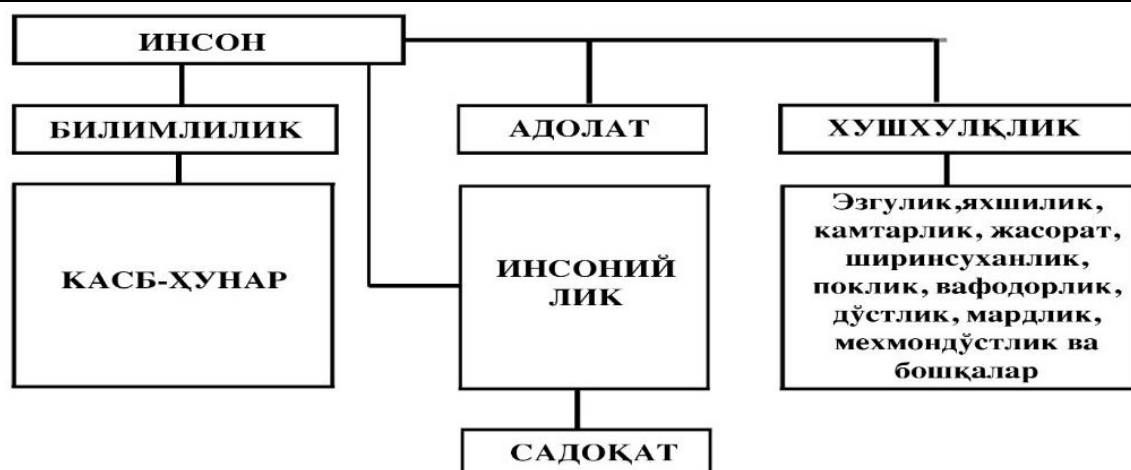 ИНСОН
БИЛИМЛИЛИК
АДОЛАТ
ХУШХУЛҚЛИК
КАСБ-ҲУНАР
ИНСОНИЙ
ЛИК
Эзгулик,яхшилик,
камтарлик, жасорат,
ширинсуханлик,
поклик, вафодорлик,
дўстлик, мардлик,
мехмондўстлик ва
бошқалар
САДОҚАТ